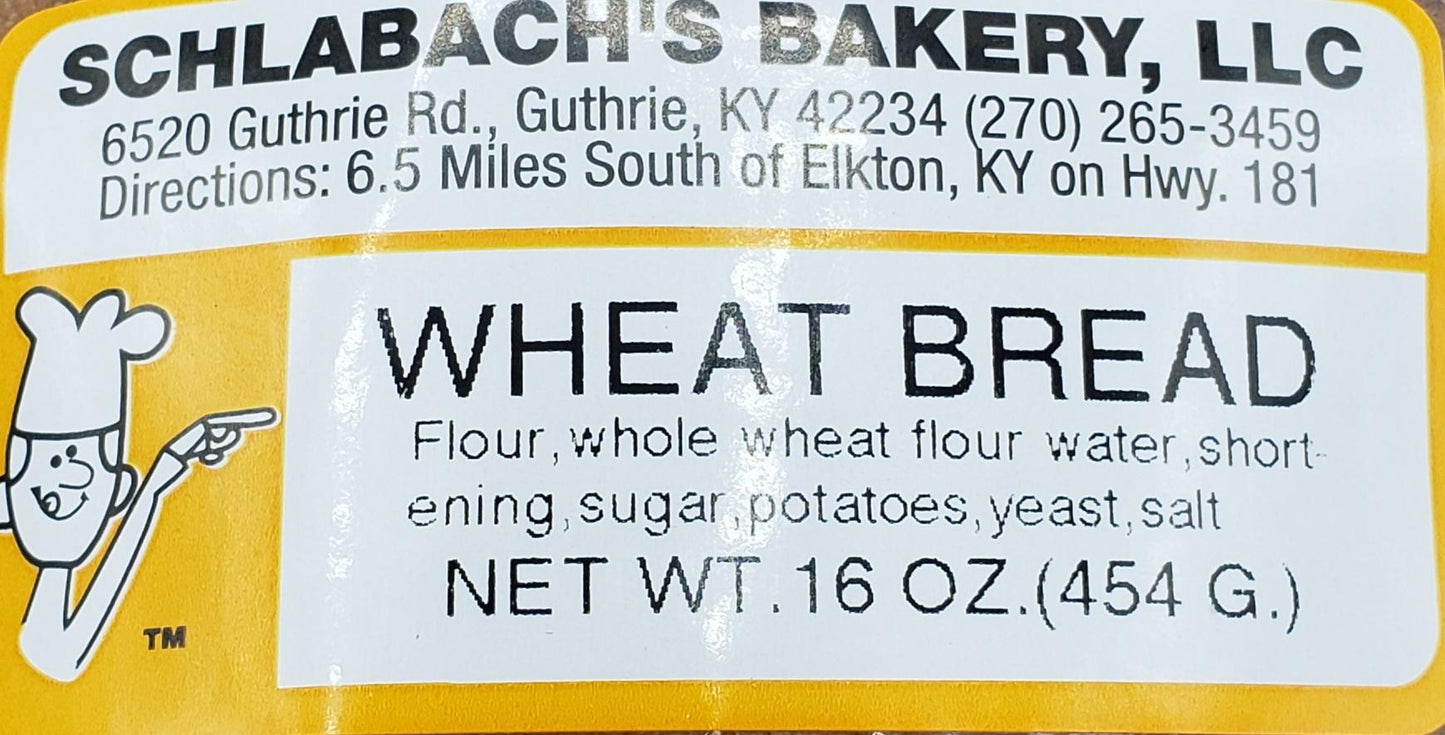 SCHLABACH'S BAKERY, LLC
6520 Guthrie Rd., Guthrie, KY 42234 (270) 265-3459
Directions: 6.5 Miles South of Elkton, KY on Hwy. 181
WHEAT BREAD
Flour,whole wheat flour water,short-
ening,sugar,potatoes,yeast,salt
NET WT.16 OZ.(454 G.)
TM